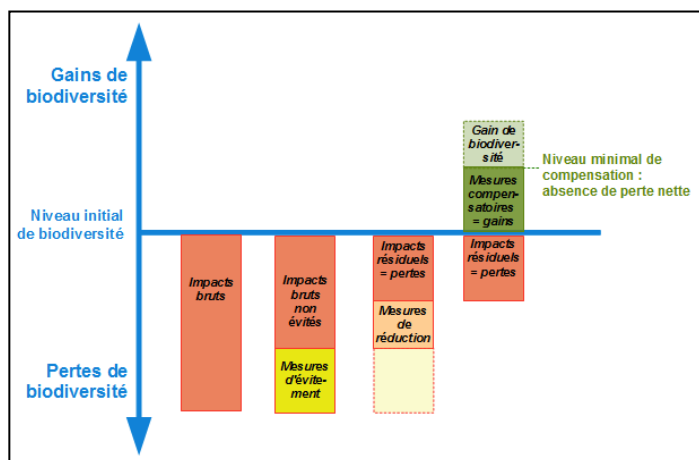 Gains de
biodiversité
Niveau initial
de biodiversité
Pertes de
biodiversité
Impacts
bruts
Impacts
bruts
non
évités
Mesures
d'évite-
ment
Impacts
résiduels
= pertes
Mesures
de
réduction
Gain de
biodiver-
sité
Mesures
compen-
satoires
= gains
Impacts
résiduels
= pertes
Niveau minimal de
compensation :
absence de perte nette